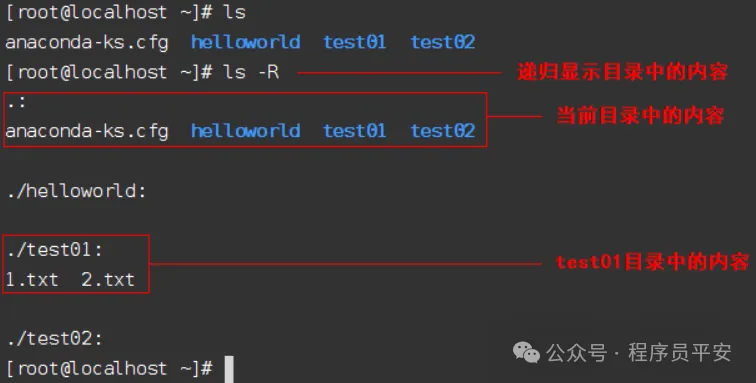 [root@localhost ~]# ls
anaconda-ks.cfg  helloworld  test01  test02
[root@localhost ~]# ls -R 递归显示目录中的内容
.:
当前目录中的内容
anaconda-ks.cfg  helloworld  test01  test02
./helloworld:
./test01:
test01目录中的内容
1.txt  2.txt
./test02:
公众号·程序员平安
[root@localhost ~]#